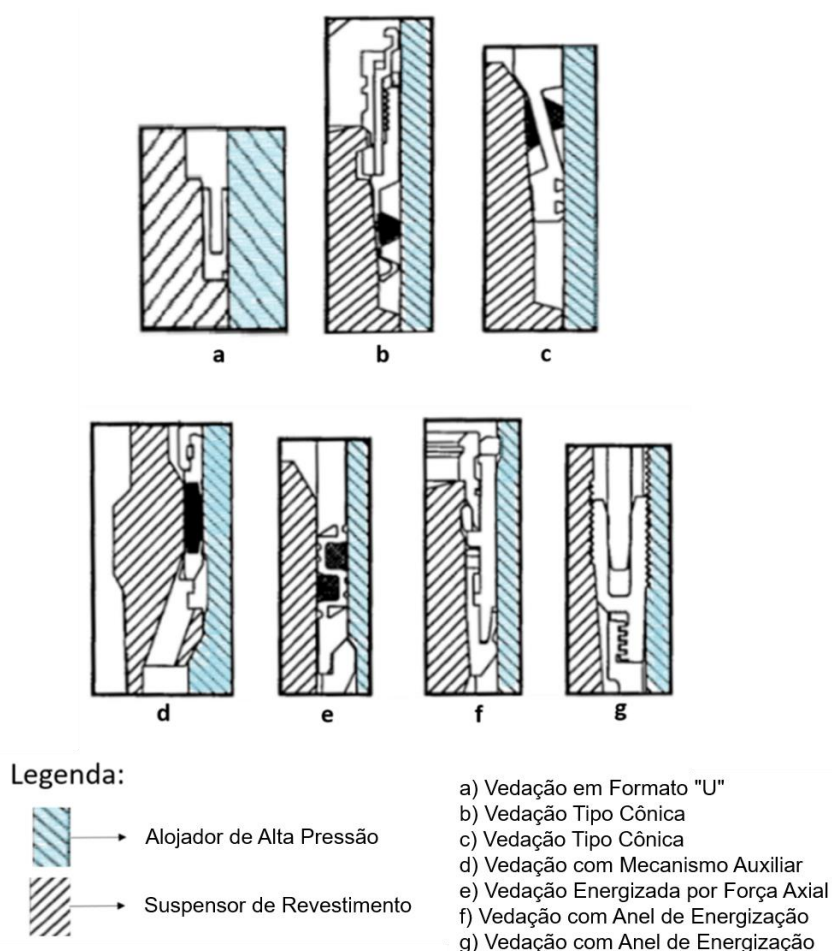 a
b
c
d
e
f
g
Legenda:
Alojador de Alta Pressão
Suspensor de Revestimento
a) Vedação em Formato "U"
b) Vedação Tipo Cônica
c) Vedação Tipo Cônica
d) Vedação com Mecanismo Auxiliar
e) Vedação Energizada por Força Axial
f) Vedação com Anel de Energização
g) Vedação com Anel de Energização